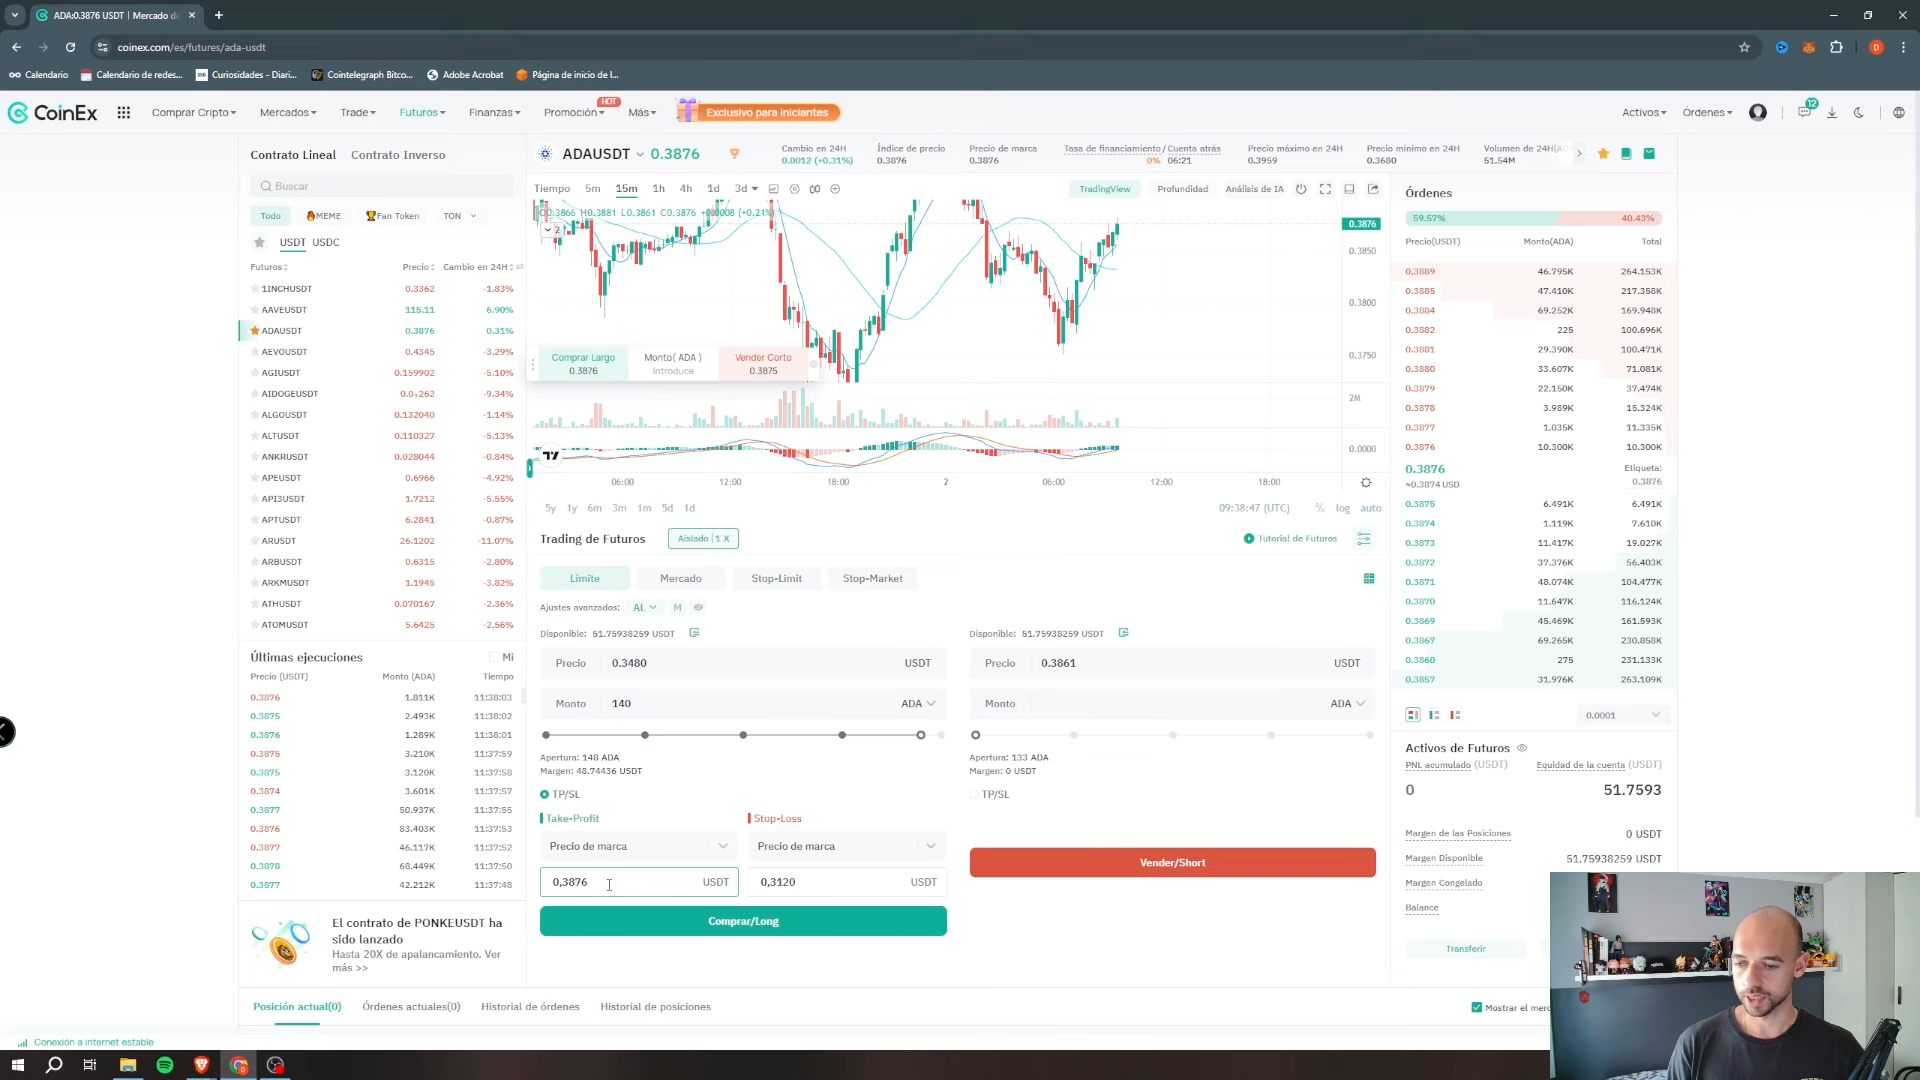 ADA:0.3876 USDT | Mercado d
coinex.com/es/futures/ada-usdt
Calendario
Calendario de redes...
Curiosidades - Diari...
Cointelegraph Bitco...
Adobe Acrobat
Página de inicio de l...
CoinEx
Comprar Cripto
Mercados
Trade
Futuros
Finanzas
Promoción
HOT
Más
Exclusivo para iniciantes
Activos
Órdenes
12
Contrato Lineal
Contrato Inverso
Buscar
Todo
MEME
Fan Token
TON
USDT
USDC
Futuros Precio Cambio en 24H
1INCHUSDT 0.3362 -1.83%
AAVEUSDT 115.11 6.90%
ADAUSDT 0.3876 0.31%
AEVOUSDT 0.4345 -3.29%
AGIUSDT 0.159902 -5.10%
AIDOGEUSDT 0.0₉262 -9.34%
ALGOUSDT 0.132040 -1.14%
ALTUSDT 0.110327 -5.13%
ANKRUSDT 0.028044 -0.84%
APEUSDT 0.6966 -4.92%
API3USDT 1.7212 -5.55%
APTUSDT 6.2841 -0.87%
ARUSDT 26.1202 -11.07%
ARBUSDT 0.6315 -2.80%
ARKMUSDT 1.1945 -3.82%
ATHUSDT 0.070167 -2.36%
ATOMUSDT 5.6425 -2.56%
Últimas ejecuciones
Mi
Precio (USDT) Monto (ADA) Tiempo
0.3876 1.811K 11:38:03
0.3875 2.493K 11:38:02
0.3876 1.289K 11:38:01
0.3875 3.210K 11:37:59
0.3875 3.120K 11:37:58
0.3874 3.601K 11:37:57
0.3877 50.937K 11:37:55
0.3876 83.403K 11:37:53
0.3877 46.117K 11:37:52
0.3878 68.449K 11:37:50
0.3877 42.212K 11:37:48
El contrato de PONKEUSDT ha
sido lanzado
Hasta 20X de apalancamiento. Ver
más >>
ADAUSDT
0.3876
Cambio en 24H
0.0012 (+0.31%)
Índice de precio
0.3876
Precio de marca
0.3876
Tasa de financiamiento / Cuenta atrás
0% 06:21
Precio máximo en 24H
0.3959
Precio mínimo en 24H
0.3680
Volumen de 24H(A
51.54M
Tiempo 5m 15m 1h 4h 1d 3d
TradingView
Profundidad
Análisis de IA
O0.3866 H0.3881 L0.3861 C0.3876 +0.0008 (+0.21%)
2
0.3876
0.3850
0.3800
0.3750
2M
0.0000
Comprar Largo
0.3876
Monto( ADA )
Introduce
Vender Corto
0.3875
06:00 12:00 18:00 2 06:00 12:00 18:00
5y 1y 6m 3m 1m 5d 1d
09:38:47 (UTC) % log auto
Trading de Futuros
Aislado | 1 X
Tutorial de Futuros
Límite
Mercado
Stop-Limit
Stop-Market
Ajustes avanzados: AL M
Disponible: 51.75938259 USDT
Precio 0.3480 USDT
Monto 140 ADA
Apertura: 148 ADA
Margen: 48.74436 USDT
TP/SL
Take-Profit
Stop-Loss
Precio de marca
Precio de marca
0,3876 USDT
0,3120 USDT
Comprar/Long
Disponible: 51.75938259 USDT
Precio 0.3861 USDT
Monto ADA
Apertura: 133 ADA
Margen: 0 USDT
TP/SL
Vender/Short
Órdenes
59.57% 40.43%
Precio(USDT) Monto(ADA) Total
0.3889 46.795K 264.153K
0.3885 47.410K 217.358K
0.3884 69.252K 169.948K
0.3882 225 100.696K
0.3881 29.390K 100.471K
0.3880 33.607K 71.081K
0.3879 22.150K 37.474K
0.3878 3.989K 15.324K
0.3877 1.035K 11.335K
0.3876 10.300K 10.300K
0.3876
≈0.3874 USD
Etiqueta:
0.3876
0.3875 6.491K 6.491K
0.3874 1.119K 7.610K
0.3873 11.417K 19.027K
0.3872 37.376K 56.403K
0.3871 48.074K 104.477K
0.3870 11.647K 116.124K
0.3869 45.469K 161.593K
0.3867 69.265K 230.858K
0.3860 275 231.133K
0.3857 31.976K 263.109K
0.0001
Activos de Futuros
PNL acumulado (USDT)
Equidad de la cuenta (USDT)
0
51.7593
Margen de las Posiciones 0 USDT
Margen Disponible 51.75938259 USDT
Margen Congelado
Balance
Transferir
Posición actual(0)
Órdenes actuales(0)
Historial de órdenes
Historial de posiciones
Mostrar el merc
Conexión a internet estable